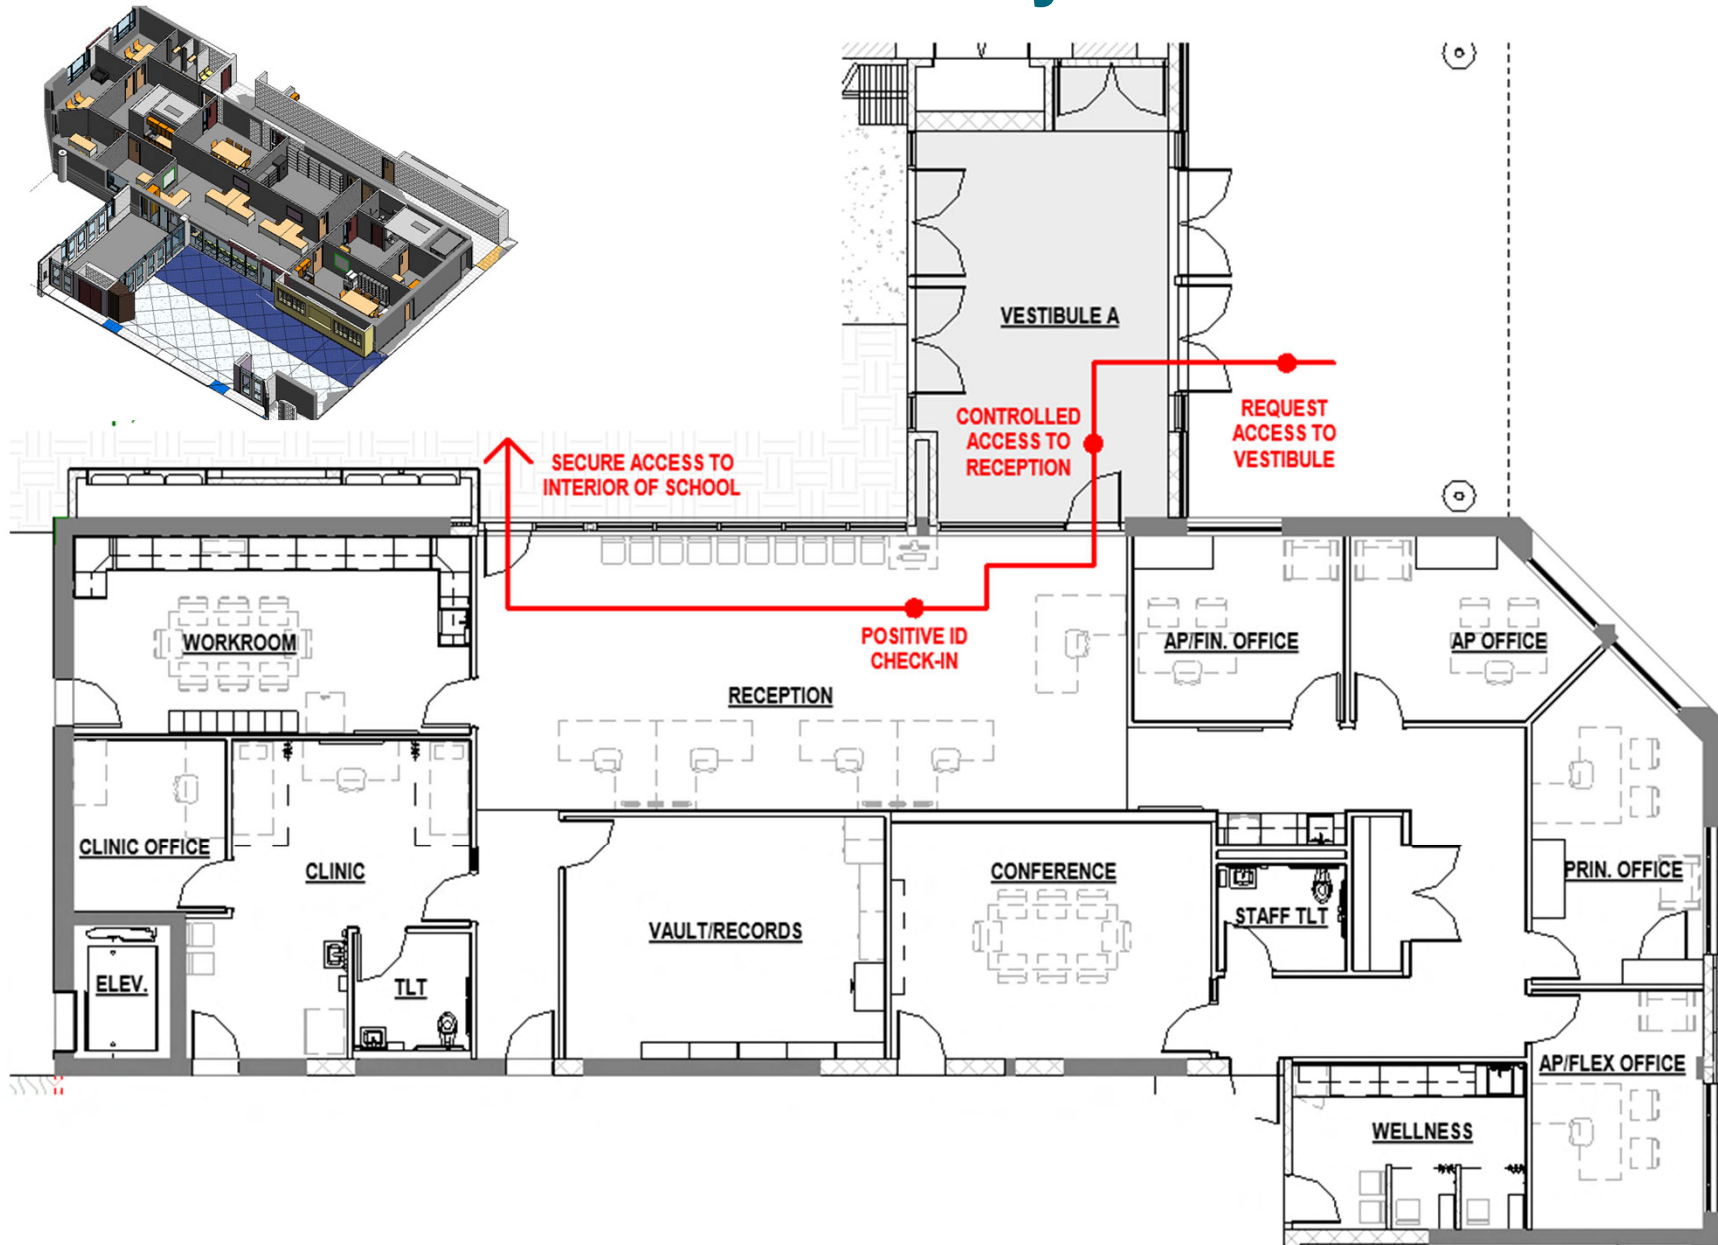 VESTIBULE A
CONTROLLED
ACCESS TO
RECEPTION
REQUEST
ACCESS TO
VESTIBULE
SECURE ACCESS TO
INTERIOR OF SCHOOL
POSITIVE ID
CHECK-IN
WORKROOM
RECEPTION
AP/FIN. OFFICE
AP OFFICE
CLINIC OFFICE
CLINIC
VAULT/RECORDS
CONFERENCE
STAFF TLT
PRIN. OFFICE
ELEV.
TLT
AP/FLEX OFFICE
WELLNESS